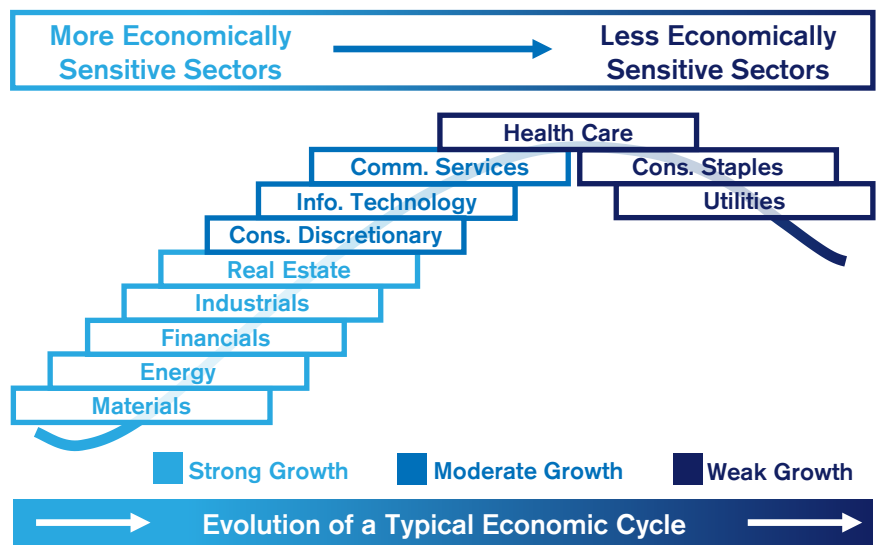 More Economically
Sensitive Sectors
Less Economically
Sensitive Sectors
Health Care
Comm. Services
Cons. Staples
Info. Technology
Utilities
Cons. Discretionary
Real Estate
Industrials
Financials
Energy
Materials
Strong Growth
Moderate Growth
Weak Growth
Evolution of a Typical Economic Cycle